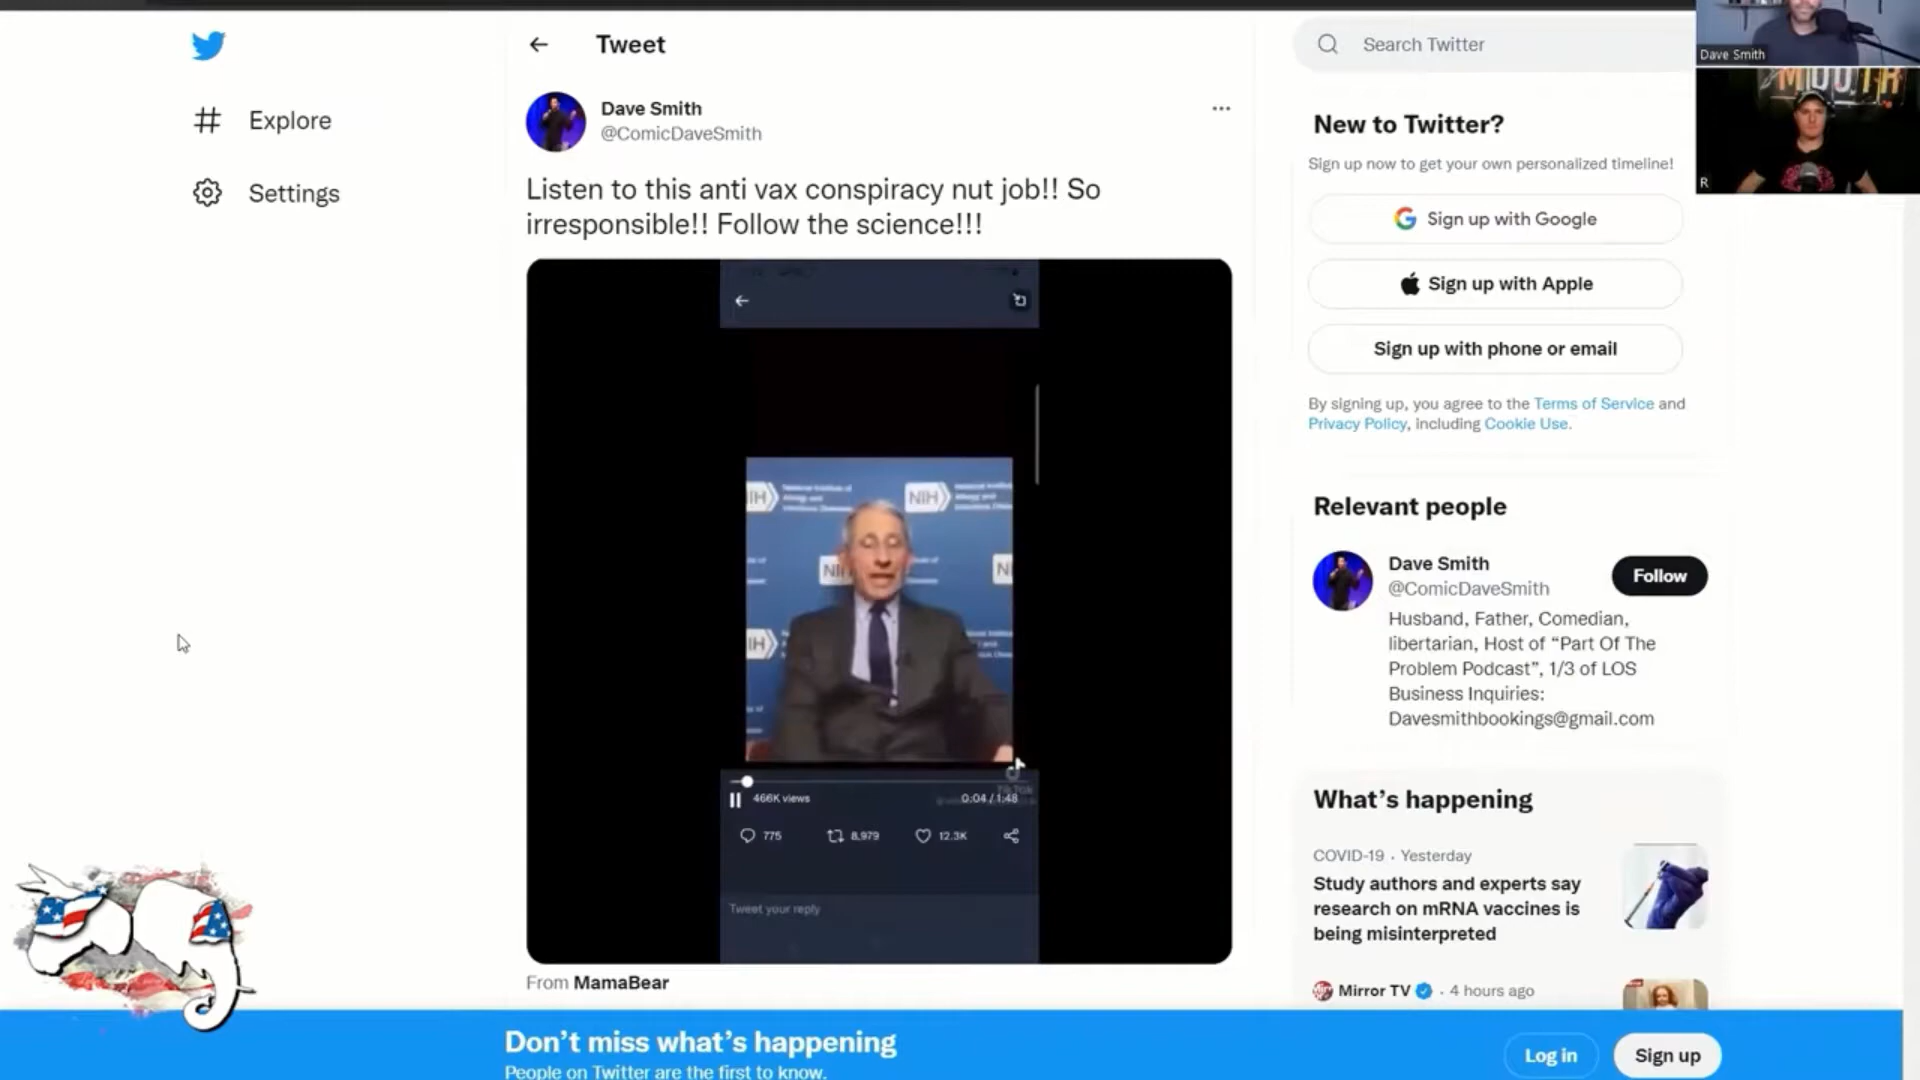 Tweet
Search Twitter
Dave Smith
Explore
Settings
Dave Smith
@ComicDaveSmith
Listen to this anti vax conspiracy nut job!! So
irresponsible!! Follow the science!!!
NIH
National Institute of
Allergy and
Infectious Diseases
466K views
0:04 / 1:48
775
8,979
12.3K
Tweet your reply
From MamaBear
New to Twitter?
Sign up now to get your own personalized timeline!
R
Sign up with Google
Sign up with Apple
Sign up with phone or email
By signing up, you agree to the Terms of Service and
Privacy Policy, including Cookie Use.
Relevant people
Dave Smith
@ComicDaveSmith
Follow
Husband, Father, Comedian,
libertarian, Host of “Part Of The
Problem Podcast”, 1/3 of LOS
Business Inquiries:
Davesmithbookings@gmail.com
What’s happening
COVID-19 · Yesterday
Study authors and experts say
research on mRNA vaccines is
being misinterpreted
Mirror TV · 4 hours ago
Don’t miss what’s happening
People on Twitter are the first to know.
Log in
Sign up